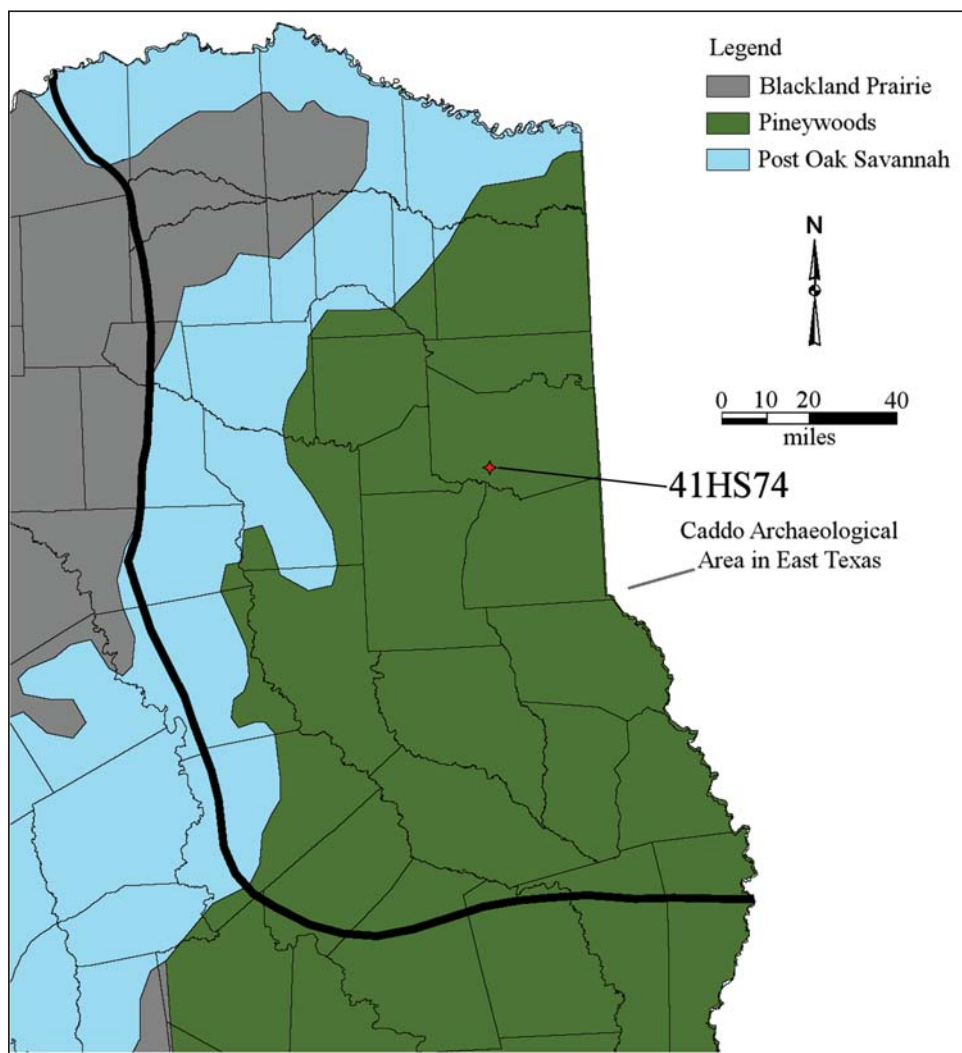 Legend
Blackland Prairie
Pineywoods
Post Oak Savannah
N
0 10 20 40
miles
41HS74
Caddo Archaeological
Area in East Texas